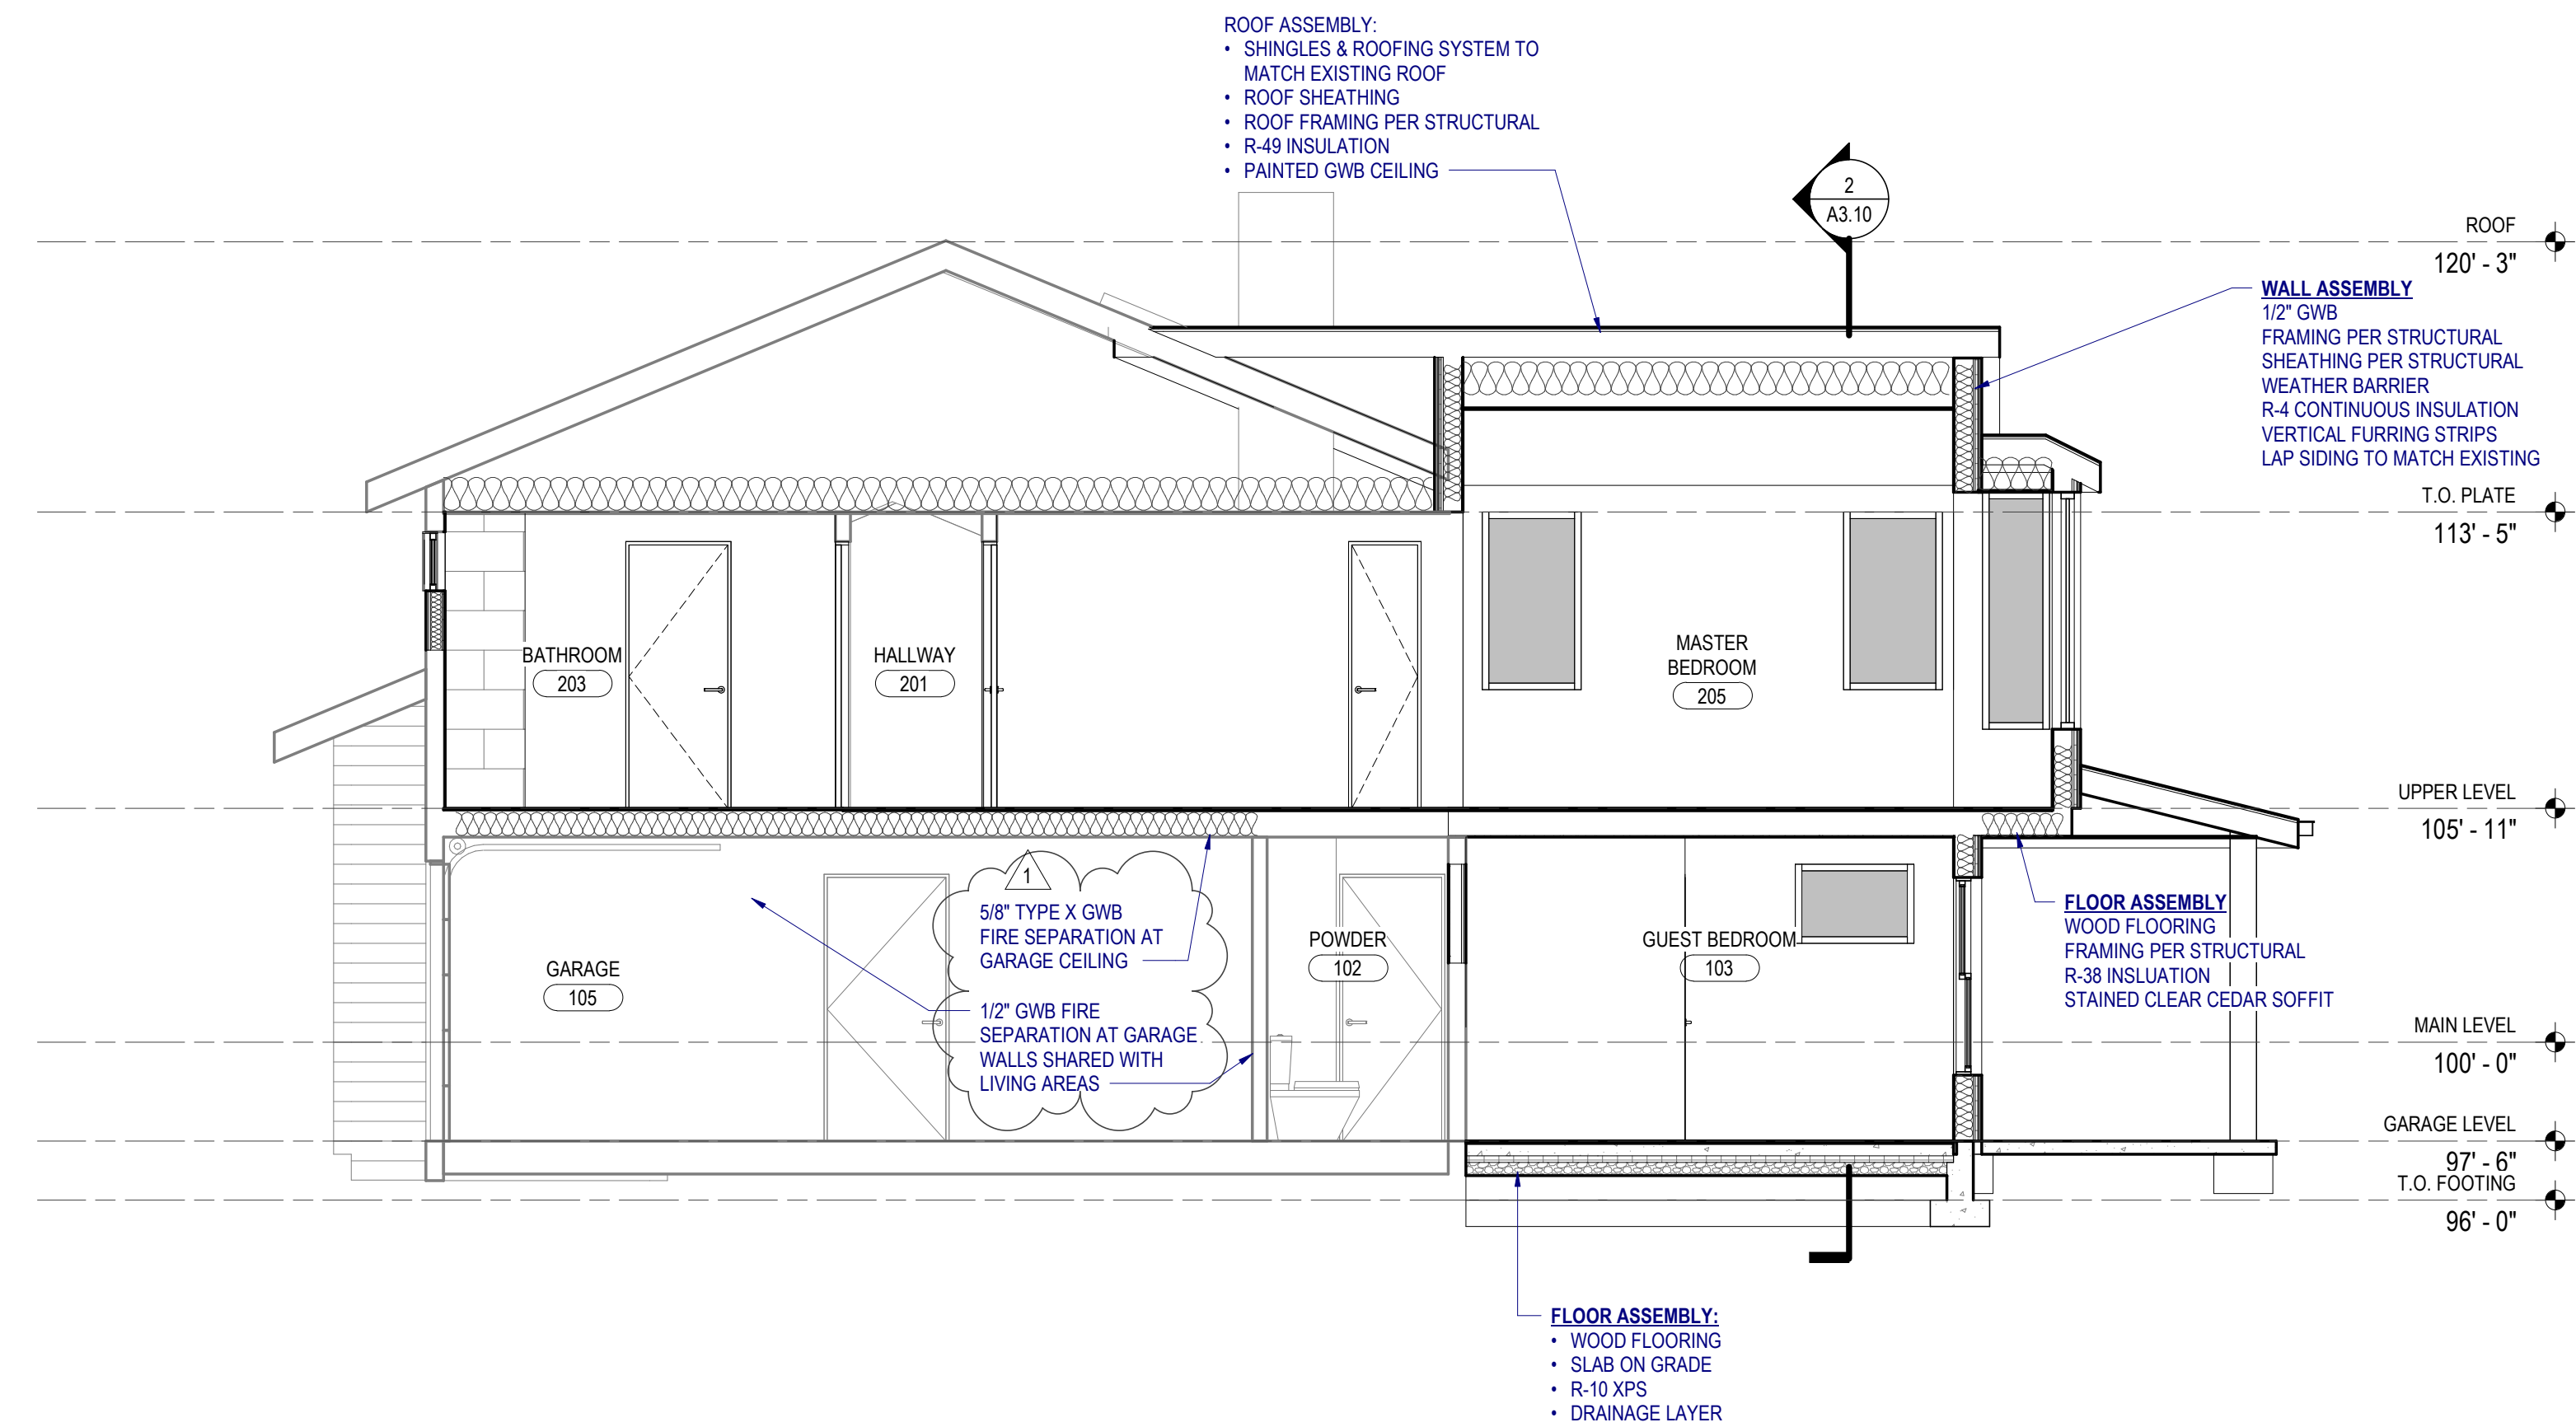 ROOF ASSEMBLY:
• SHINGLES & ROOFING SYSTEM TO
MATCH EXISTING ROOF
• ROOF SHEATHING
• ROOF FRAMING PER STRUCTURAL
• R-49 INSULATION
• PAINTED GWB CEILING
2
A3.10
ROOF
120' - 3"
WALL ASSEMBLY
1/2" GWB
FRAMING PER STRUCTURAL
SHEATHING PER STRUCTURAL
WEATHER BARRIER
R-4 CONTINUOUS INSULATION
VERTICAL FURRING STRIPS
LAP SIDING TO MATCH EXISTING
T.O. PLATE
113' - 5"
BATHROOM
203
HALLWAY
201
MASTER
BEDROOM
205
UPPER LEVEL
105' - 11"
1
5/8" TYPE X GWB
FIRE SEPARATION AT
GARAGE CEILING
1/2" GWB FIRE
SEPARATION AT GARAGE
WALLS SHARED WITH
LIVING AREAS
GARAGE
105
POWDER
102
GUEST BEDROOM
103
FLOOR ASSEMBLY
WOOD FLOORING
FRAMING PER STRUCTURAL
R-38 INSLUATION
STAINED CLEAR CEDAR SOFFIT
MAIN LEVEL
100' - 0"
GARAGE LEVEL
97' - 6"
T.O. FOOTING
96' - 0"
FLOOR ASSEMBLY:
• WOOD FLOORING
• SLAB ON GRADE
• R-10 XPS
• DRAINAGE LAYER